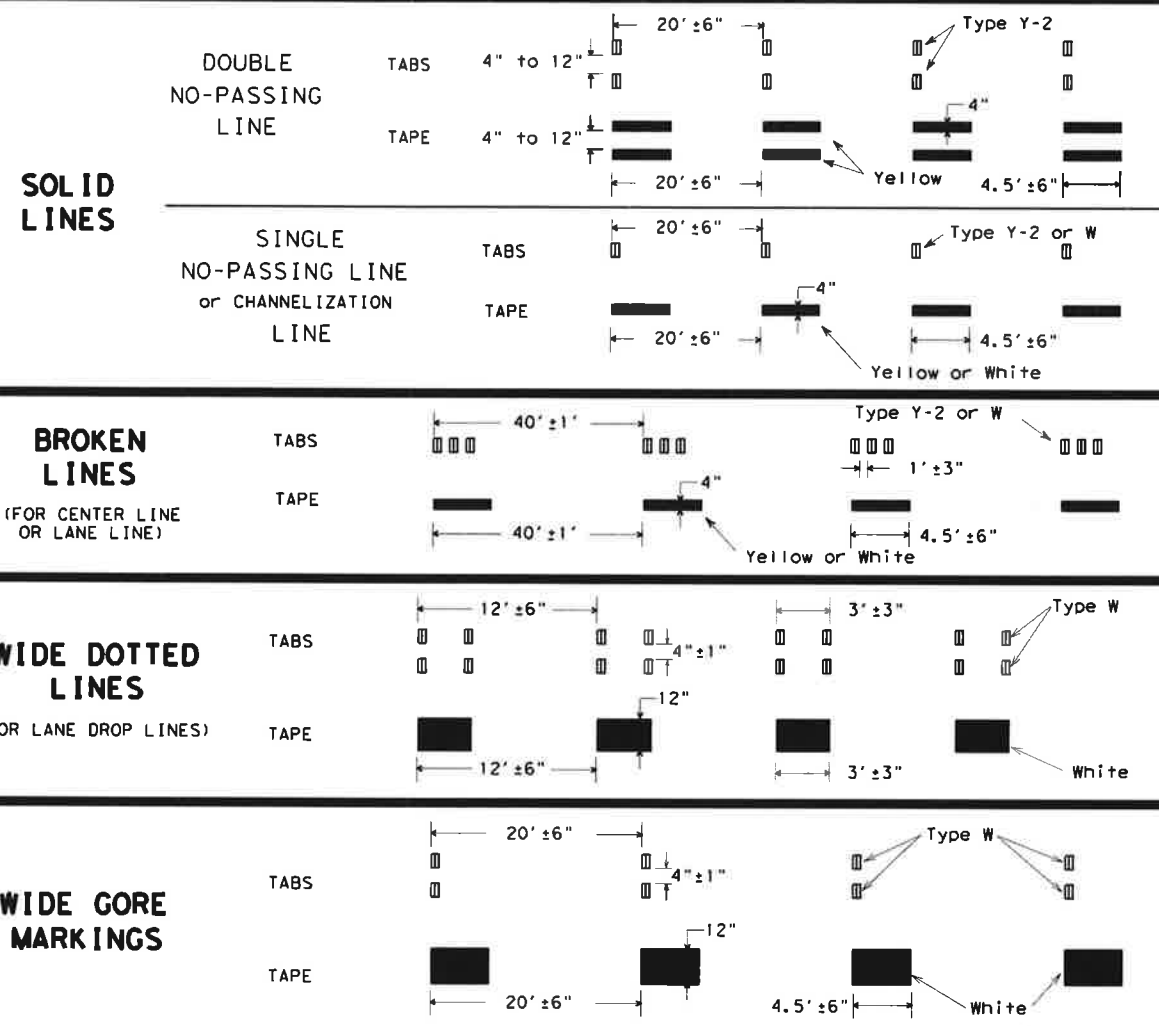 SOLID
LINES
DOUBLE
NO-PASSING
LINE
TABS
4" to 12"
20'±6"
Type Y-2
TAPE
4" to 12"
4"
Yellow
20'±6"
4.5'±6"
SINGLE
NO-PASSING LINE
or CHANNELIZATION
LINE
TABS
20'±6"
Type Y-2 or W
TAPE
4"
20'±6"
4.5'±6"
Yellow or White
BROKEN
LINES
(FOR CENTER LINE
OR LANE LINE)
TABS
40'±1'
Type Y-2 or W
1'±3"
TAPE
4"
40'±1'
4.5'±6"
Yellow or White
WIDE DOTTED
LINES
OR LANE DROP LINES)
TABS
12'±6"
3'±3"
Type W
4"±1"
TAPE
12"
12'±6"
3'±3"
White
WIDE GORE
MARKINGS
TABS
20'±6"
Type W
4"±1"
TAPE
12"
20'±6"
4.5'±6"
White